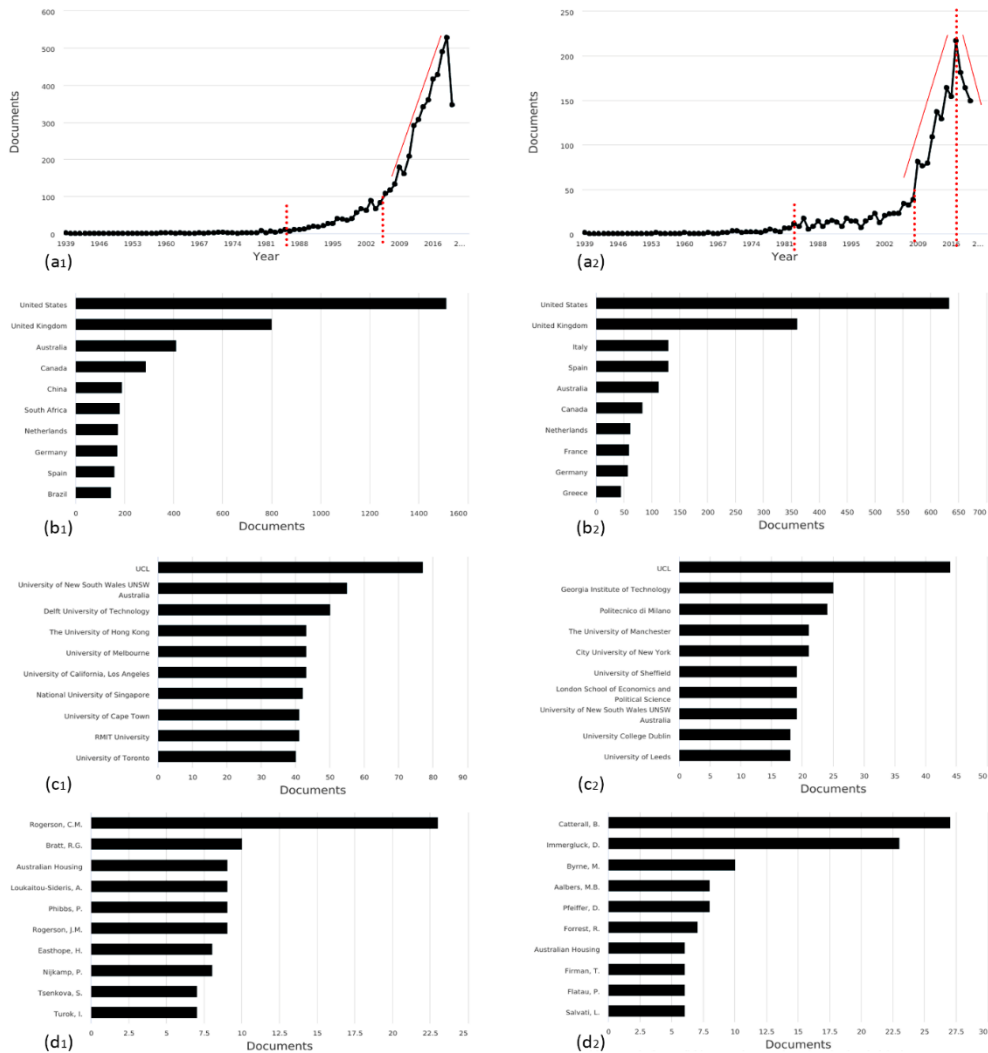 600
500
400
300
200
100
0
Documents
1939 1946 1953 1960 1967 1974 1981 1988 1995 2002 2009 2016 2...
Year
(a1)
250
200
150
100
50
0
Documents
1939 1946 1953 1960 1967 1974 1981 1988 1995 2002 2009 2... 
Year
(a2)
United States
United Kingdom
Australia
Canada
China
South Africa
Netherlands
Germany
Spain
Brazil
0 200 400 600 800 1000 1200 1400 1600
Documents
(b1)
United States
United Kingdom
Italy
Spain
Australia
Canada
Netherlands
France
Germany
Greece
0 50 100 150 200 250 300 350 400 450 500 550 600 650 700
Documents
(b2)
UCL
University of New South Wales UNSW
Australia
Delft University of Technology
The University of Hong Kong
University of Melbourne
University of California, Los Angeles
National University of Singapore
University of Cape Town
RMIT University
University of Toronto
0 10 20 30 40 50 60 70 80 90
Documents
(c1)
UCL
Georgia Institute of Technology
Politecnico di Milano
The University of Manchester
City University of New York
University of Sheffield
London School of Economics and
Political Science
University of New South Wales UNSW
Australia
University College Dublin
University of Leeds
0 5 10 15 20 25 30 35 40 45 50
Documents
(c2)
Rogerson, C.M.
Bratt, R.G.
Australian Housing
Loukaitou-Sideris, A.
Phibbs, P.
Rogerson, J.M.
Easthope, H.
Nijkamp, P.
Tsenkova, S.
Turok, I.
0 2.5 5 7.5 10 12.5 15 17.5 20 22.5 25
Documents
(d1)
Catterall, B.
Immergluck, D.
Byrne, M.
Aalbers, M.B.
Pfeiffer, D.
Forrest, R.
Australian Housing
Firman, T.
Flatau, P.
Salvati, L.
0 2.5 5 7.5 10 12.5 15 17.5 20 22.5 25 27.5 30
Documents
(d2)